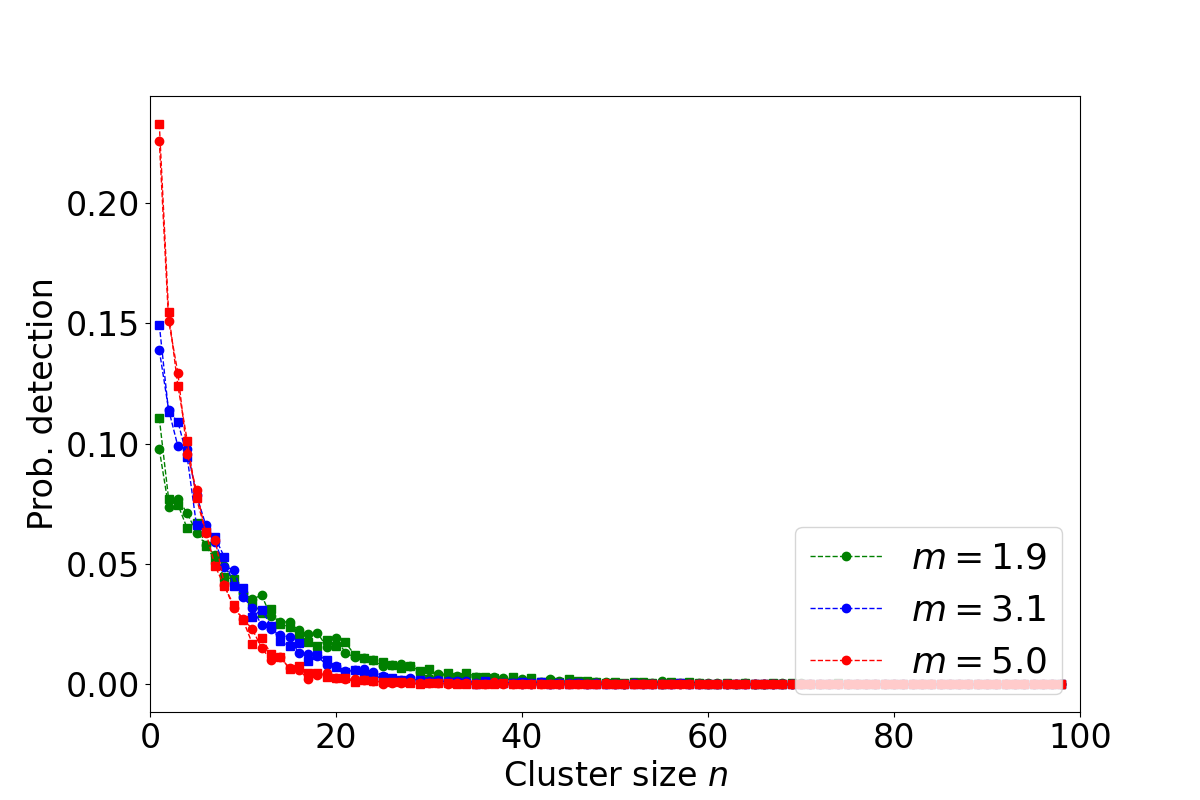 Prob. detection
0.20
0.15
0.10
0.05
0.00
0 20 40 60 80 100
Cluster size n
m = 1.9
m = 3.1
m = 5.0